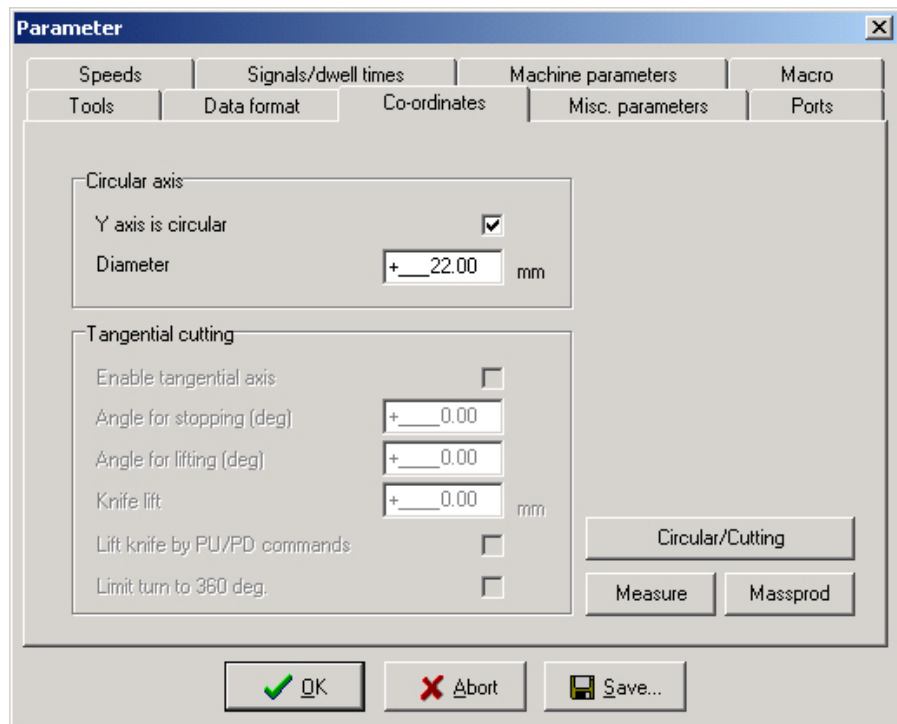 Parameter
Speeds Signals/dwell times Machine parameters Macro
Tools Data format Co-ordinates Misc. parameters Ports
Circular axis
Y axis is circular
Diameter +___22.00 mm
Tangential cutting
Enable tangential axis
Angle for stopping (deg) +____0.00
Angle for lifting (deg) +____0.00
Knife lift +____0.00 mm
Lift knife by PU/PD commands
Limit turn to 360 deg.
Circular/Cutting
Measure Massprod
OK Abort Save...